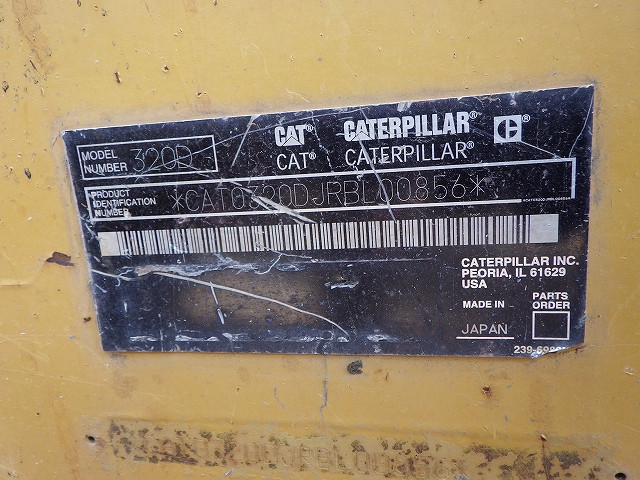 CAT® CATERPILLAR® C®
CAT® CATERPILLAR®
MODEL NUMBER 320D
PRODUCT IDENTIFICATION NUMBER *CAT0320DJRBL00856*
CATERPILLAR INC.
PEORIA, IL 61629
USA
MADE IN
JAPAN
PARTS ORDER